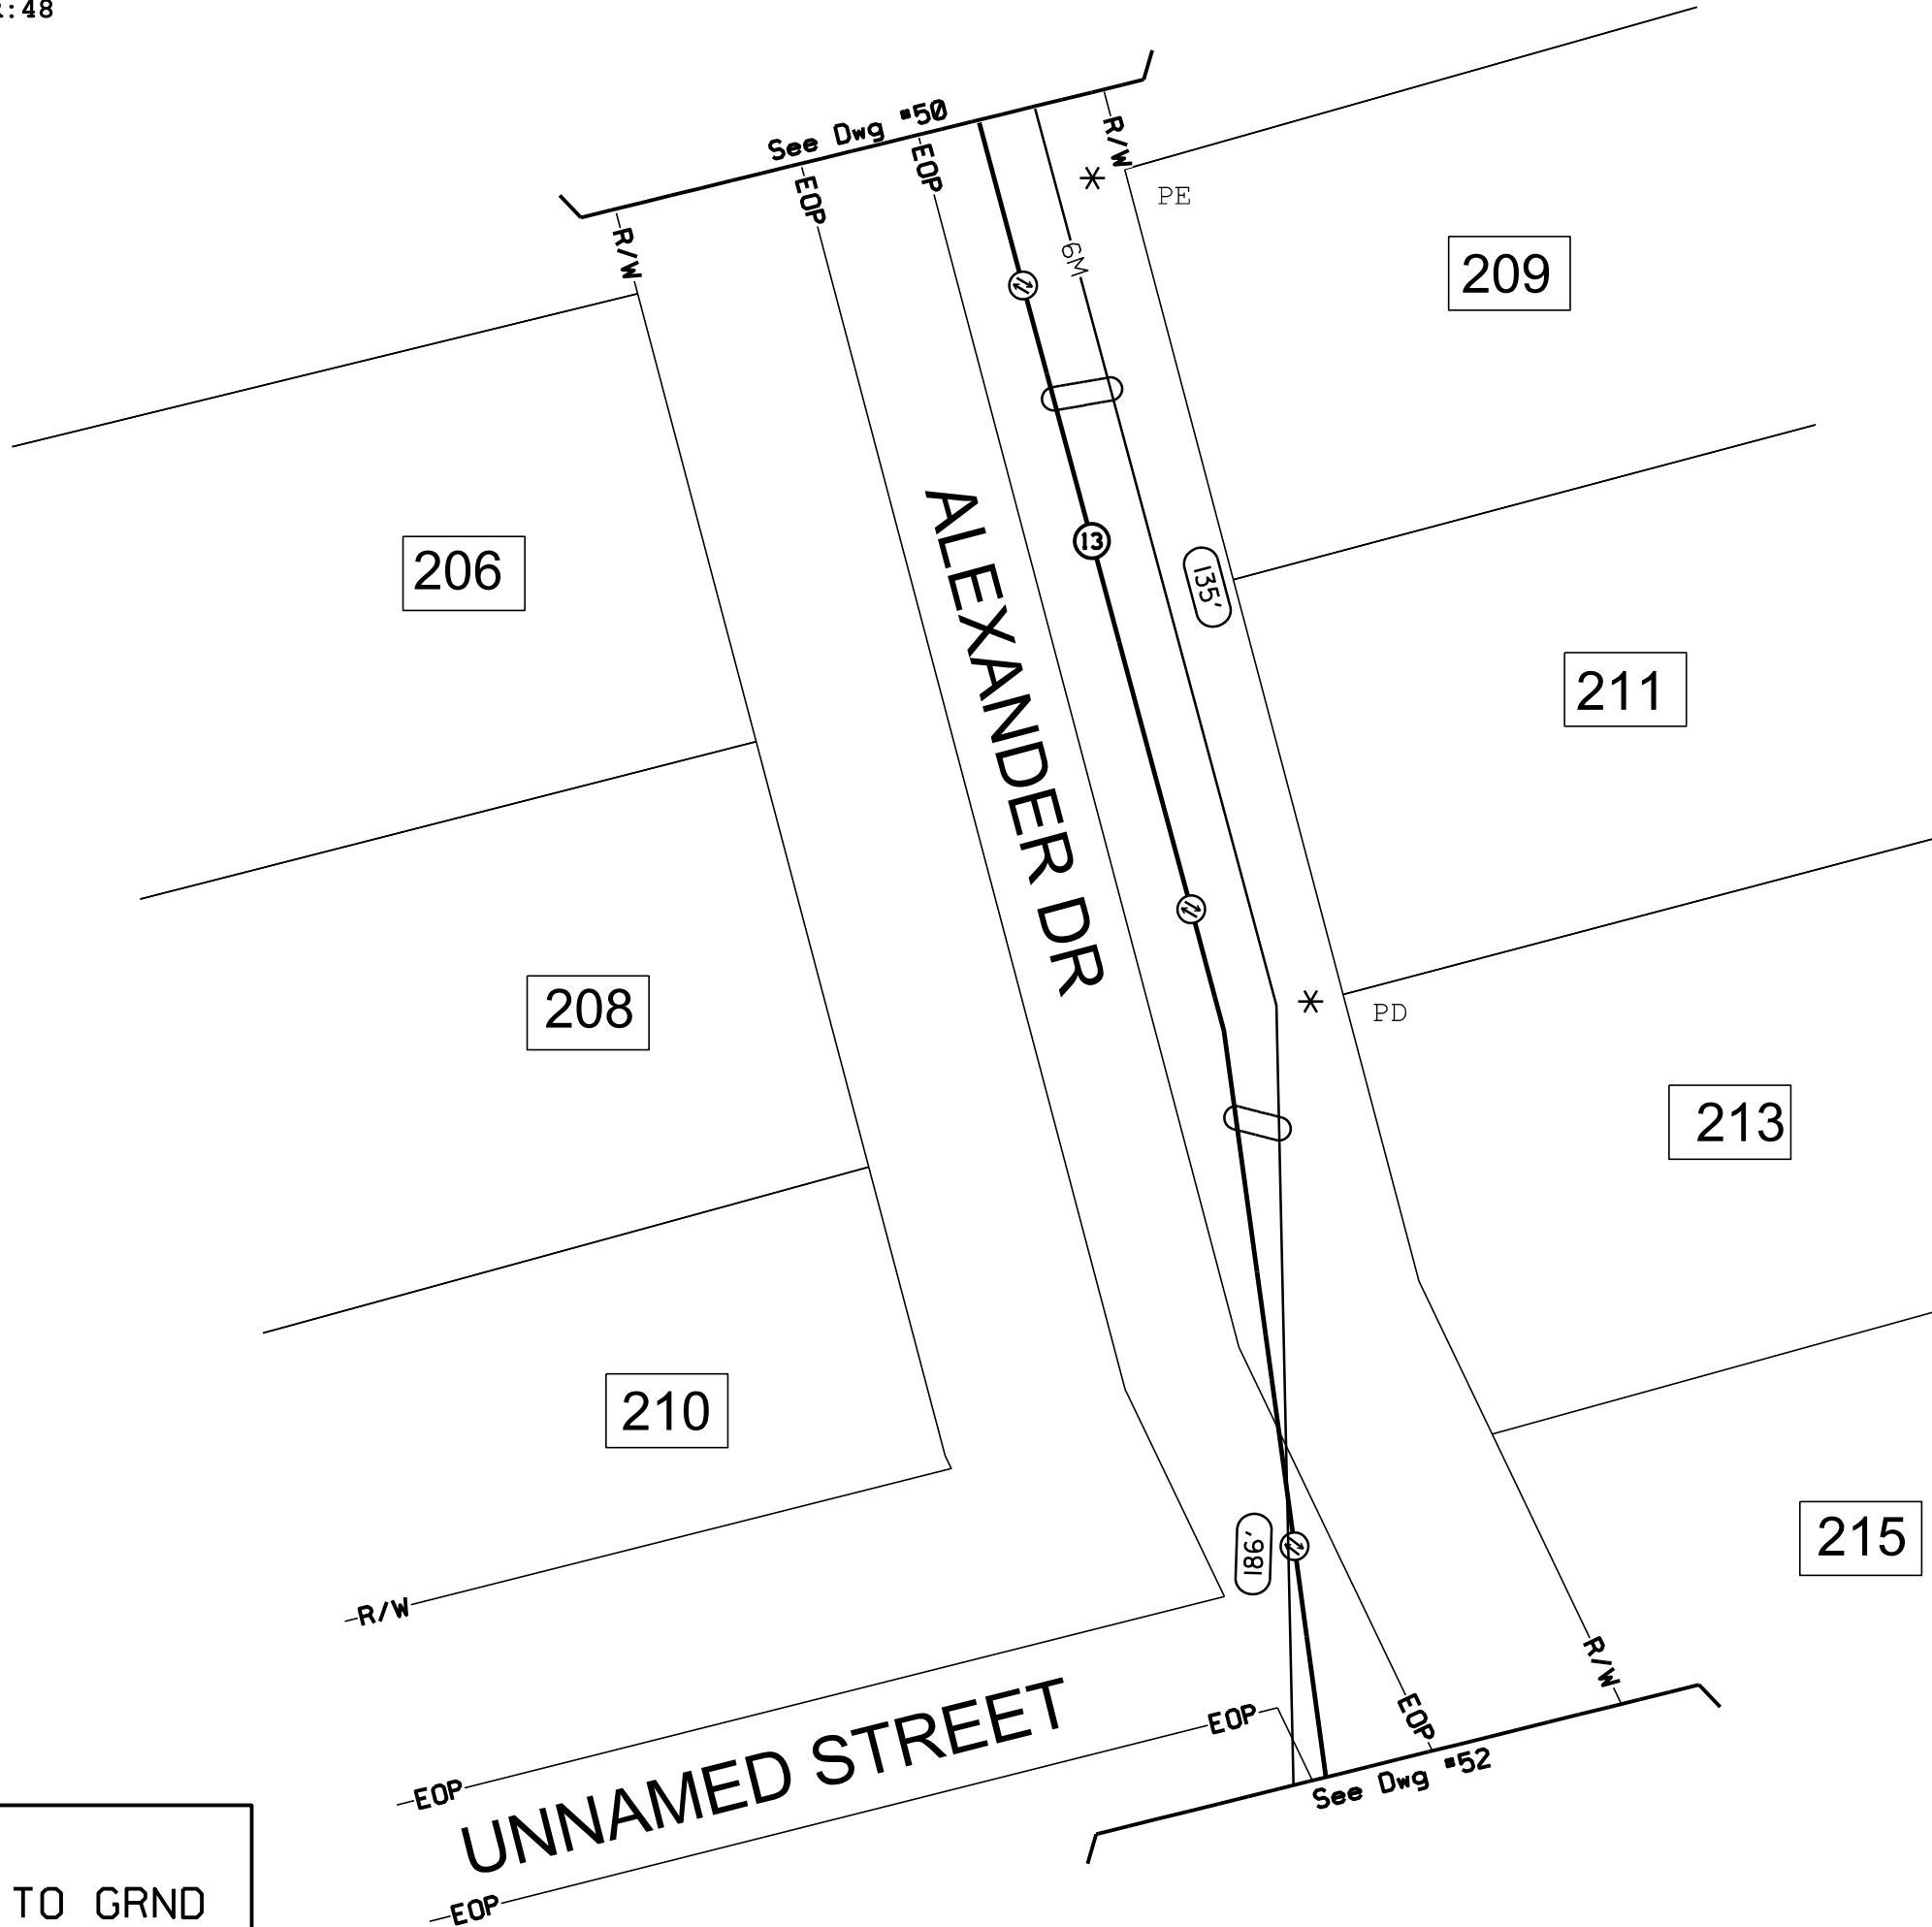 :48
See Dwg #50
R/W
EOP
EOP
R/W
PE
6W
209
13
135'
206
ALEXANDER DR
211
208
PD
213
210
186'
215
R/W
R/W
EOP
EOP
See Dwg #52
EOP
UNNAMED STREET
EOP
TO GRND